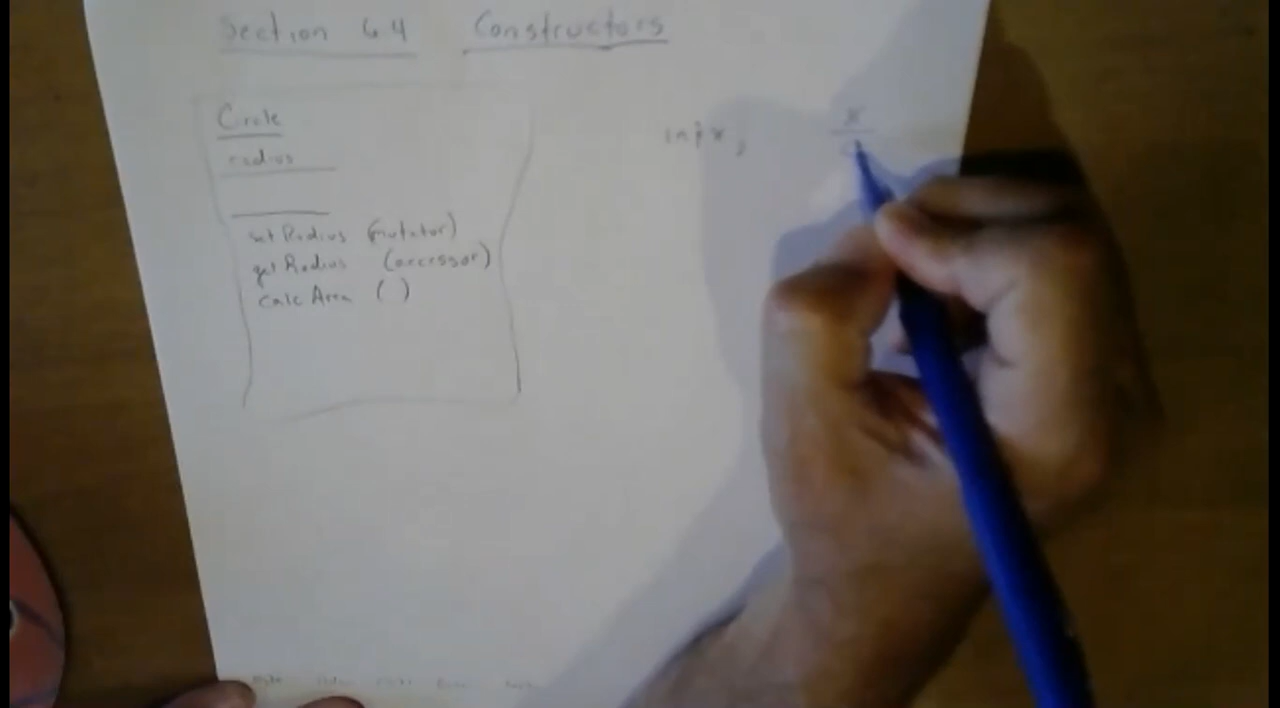 Section 6.4 Constructors
Circle
radius
setRadius (mutator)
getRadius (accessor)
calcArea ( )
int x;
x